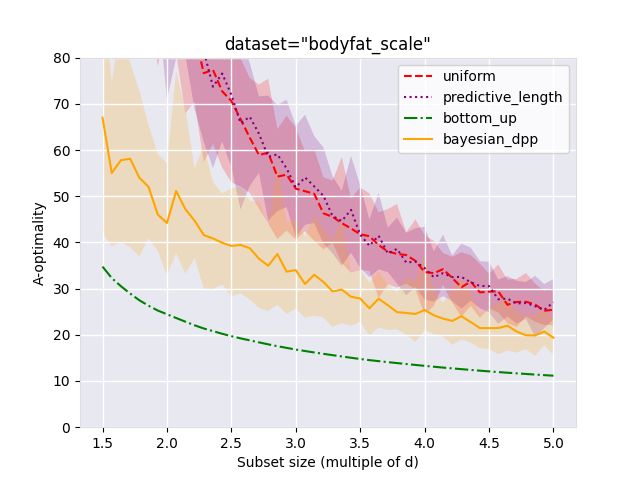 dataset="bodyfat_scale"
80
70
60
50
40
30
20
10
0
A-optimality
uniform
predictive_length
bottom_up
bayesian_dpp
1.5 2.0 2.5 3.0 3.5 4.0 4.5 5.0
Subset size (multiple of d)